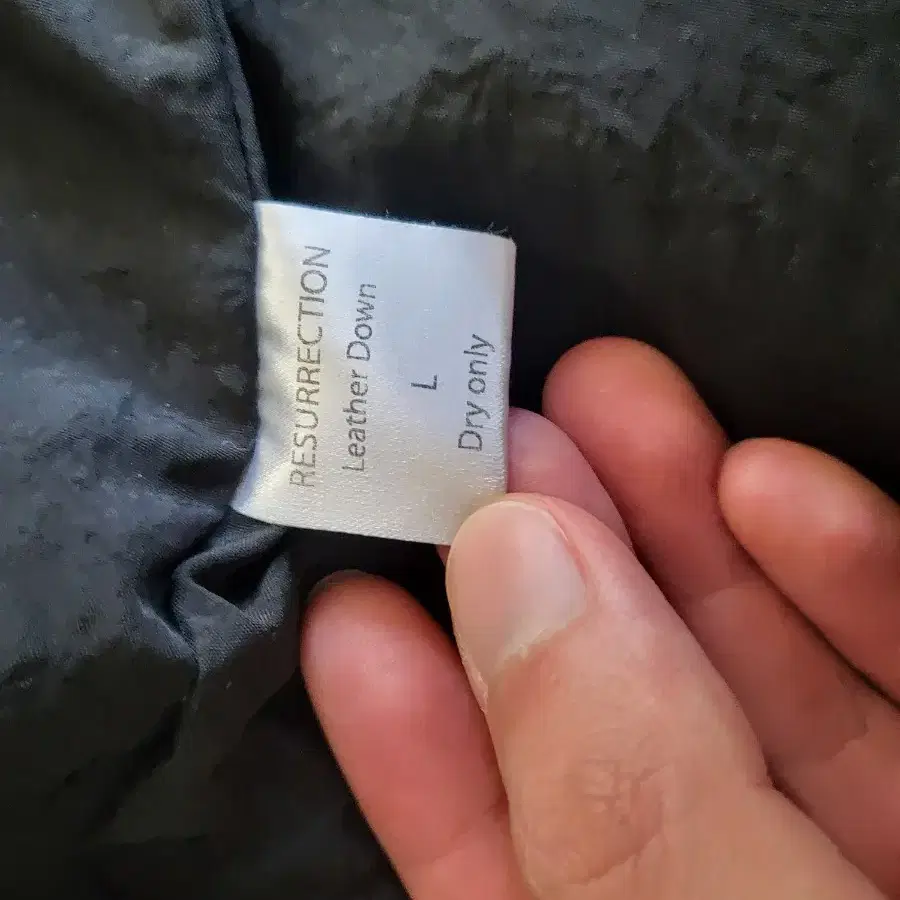 RESURRECTION
Leather Down
L
Dry only